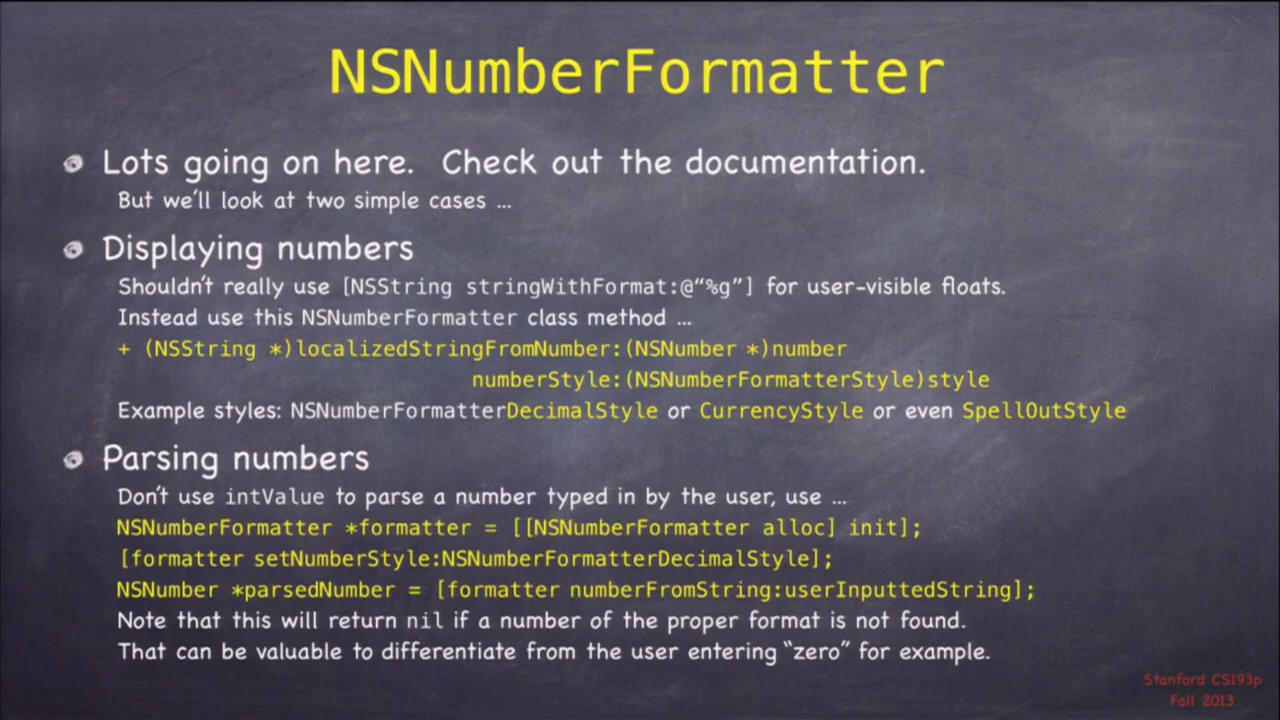 NSNumberFormatter
Lots going on here. Check out the documentation.
But we'll look at two simple cases …
Displaying numbers
Shouldn't really use [NSString stringWithFormat:@“%g”] for user-visible floats.
Instead use this NSNumberFormatter class method …
+ (NSString *)localizedStringFromNumber:(NSNumber *)number
numberStyle:(NSNumberFormatterStyle)style
Example styles: NSNumberFormatterDecimalStyle or CurrencyStyle or even SpellOutStyle
Parsing numbers
Don't use intValue to parse a number typed in by the user, use …
NSNumberFormatter *formatter = [[NSNumberFormatter alloc] init];
[formatter setNumberStyle:NSNumberFormatterDecimalStyle];
NSNumber *parsedNumber = [formatter numberFromString:userInputtedString];
Note that this will return nil if a number of the proper format is not found.
That can be valuable to differentiate from the user entering “zero” for example.
Stanford CS193p
Fall 2013